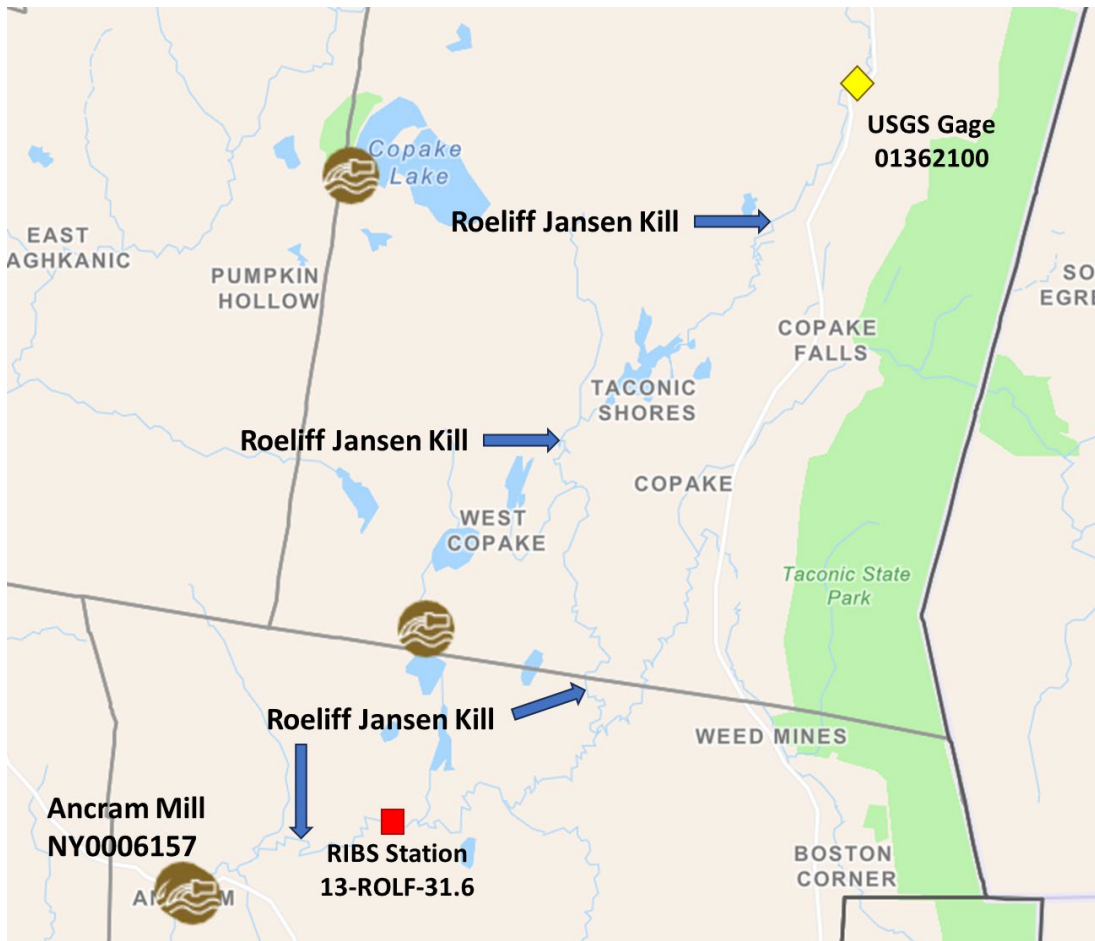 USGS Gage
01362100
Copake
Lake
Roeliff Jansen Kill
EAST
AGHKANIC
PUMPKIN
HOLLOW
SO
EGRE
COPAKE
FALLS
TACONIC
SHORES
Roeliff Jansen Kill
COPAKE
WEST
COPAKE
Taconic State
Park
Roeliff Jansen Kill
WEED MINES
Ancram Mill
NY0006157
RIBS Station
13-ROLF-31.6
BOSTON
CORNER